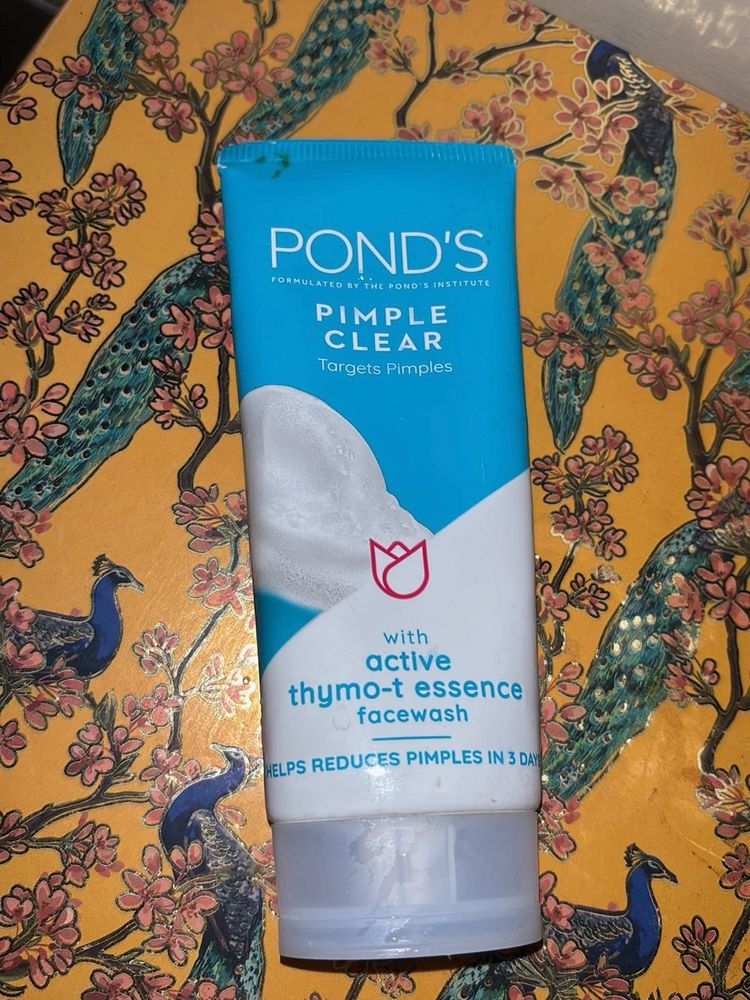 POND'S
FORMULATED BY THE POND'S INSTITUTE
PIMPLE
CLEAR
Targets Pimples
with
active
thymo-t essence
facewash
HELPS REDUCES PIMPLES IN 3 DAYS